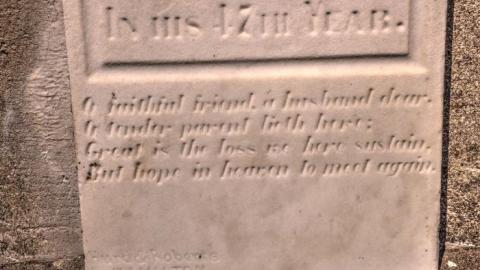 IN HIS 47TH YEAR.
A faithful friend, a husband dear,
A tender parent lieth here;
Great is the loss we here sustain,
But hope in heaven to meet again.